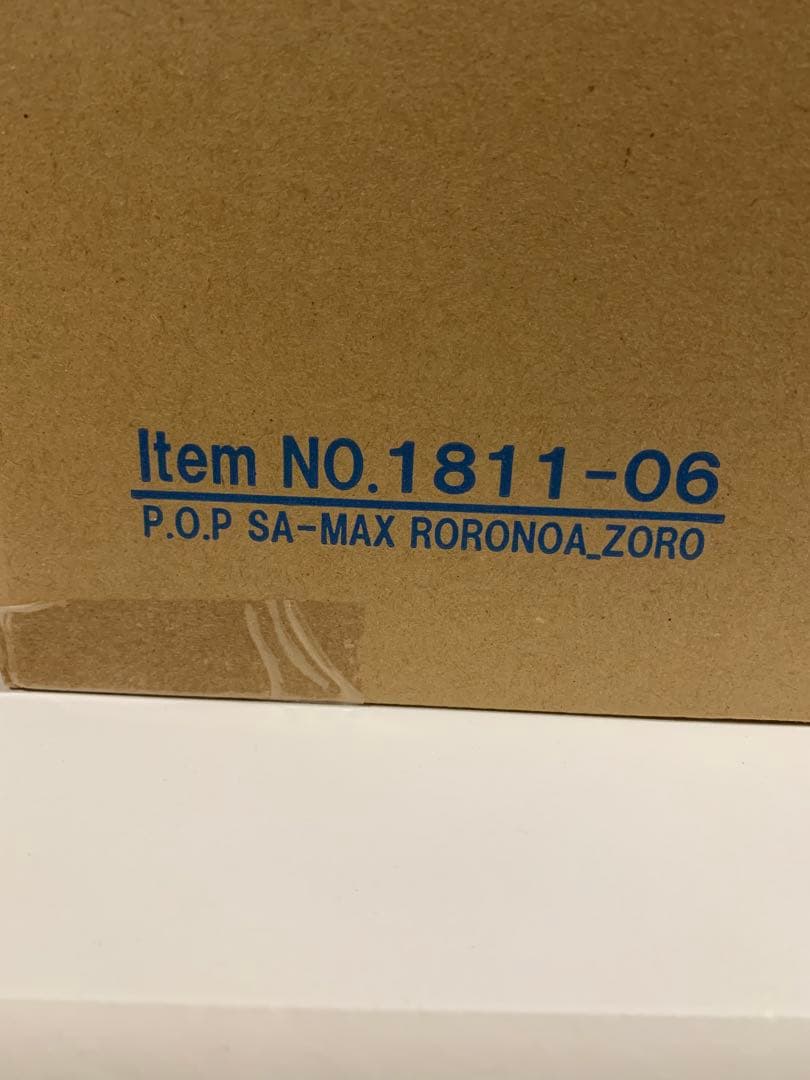 Item NO.1811-06
P.O.P SA-MAX RORONOA_ZORO